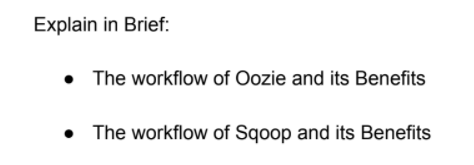 Explain in Brief:
● The workflow of Oozie and its Benefits
● The workflow of Sqoop and its Benefits